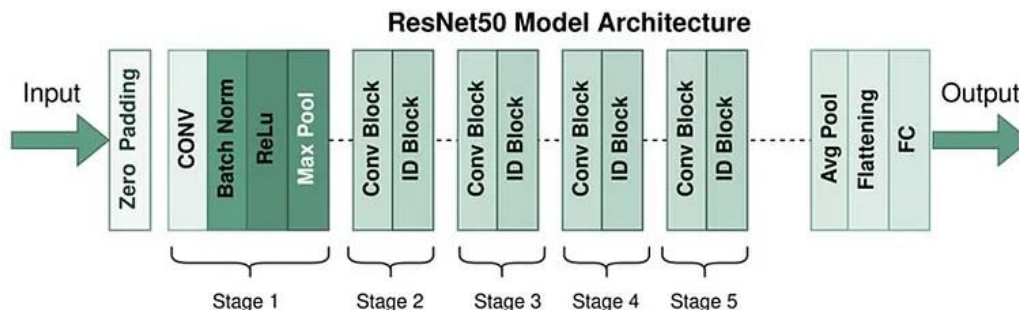 ResNet50 Model Architecture
Input
Zero Padding
CONV
Batch Norm
ReLu
Max Pool
Conv Block
ID Block
Conv Block
ID Block
Conv Block
ID Block
Conv Block
ID Block
Avg Pool
Flattening
FC
Output
Stage 1
Stage 2
Stage 3
Stage 4
Stage 5